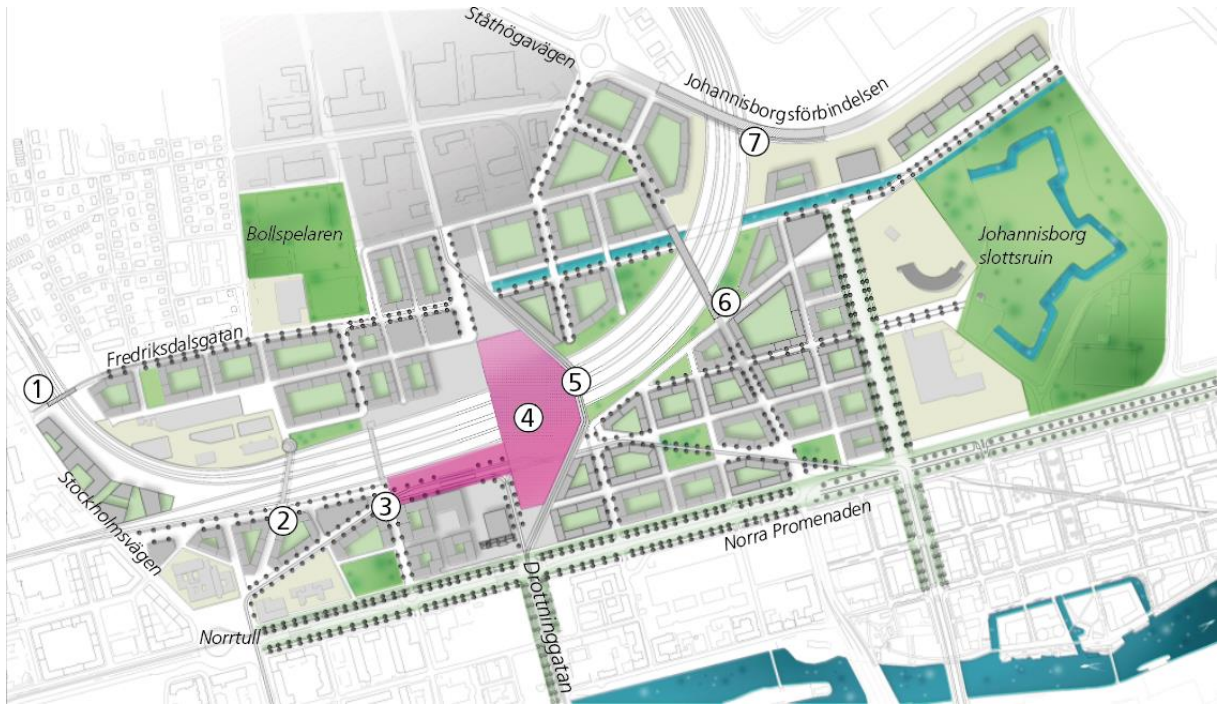 Ståthögavägen
Johannisborgsförbindelsen
7
Bollspelaren
Johannisborg
slottsruin
6
Fredriksdalsgatan
1
5
4
Stockholmsvägen
3
2
Norra Promenaden
Drottninggatan
Norrtull